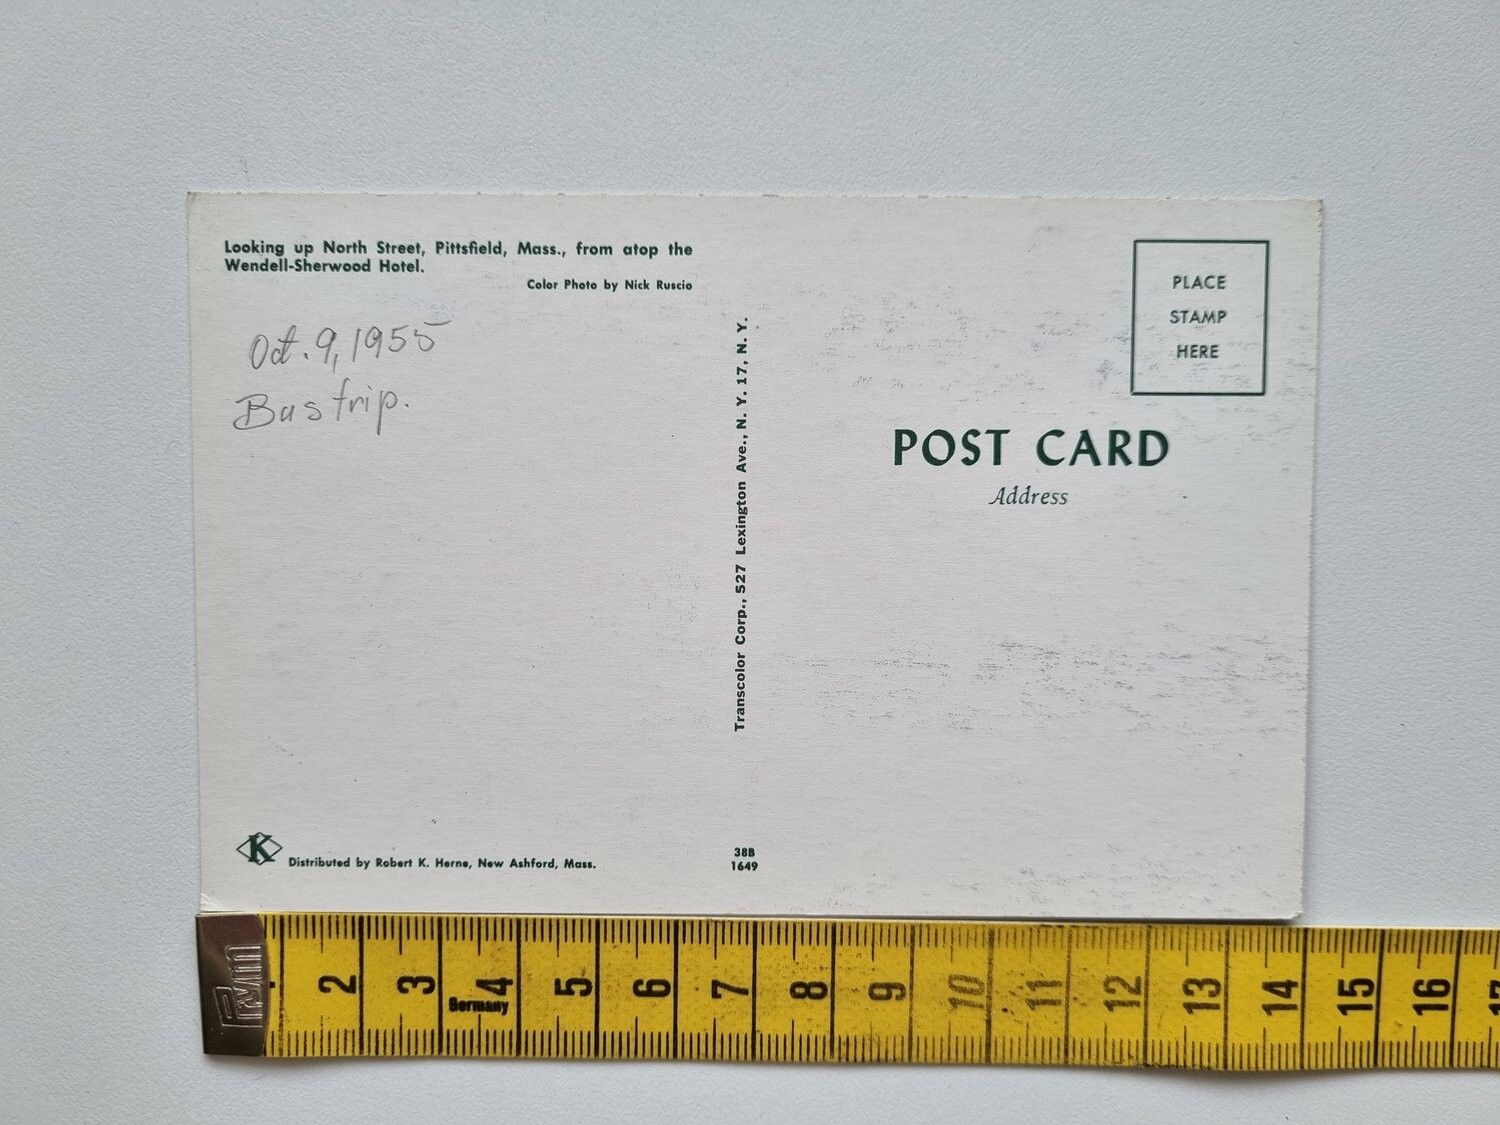 Looking up North Street, Pittsfield, Mass., from atop the
Wendell-Sherwood Hotel.
Color Photo by Nick Ruscio
Oct. 9, 1955
Bus trip.
Transcolor Corp., 527 Lexington Ave., N. Y. 17, N. Y.
PLACE
STAMP
HERE
POST CARD
Address
K
Distributed by Robert K. Herne, New Ashford, Mass.
38B
1649
Prym
2 3 4 5 6 7 8 9 10 11 12 13 14 15 16 17
Germany